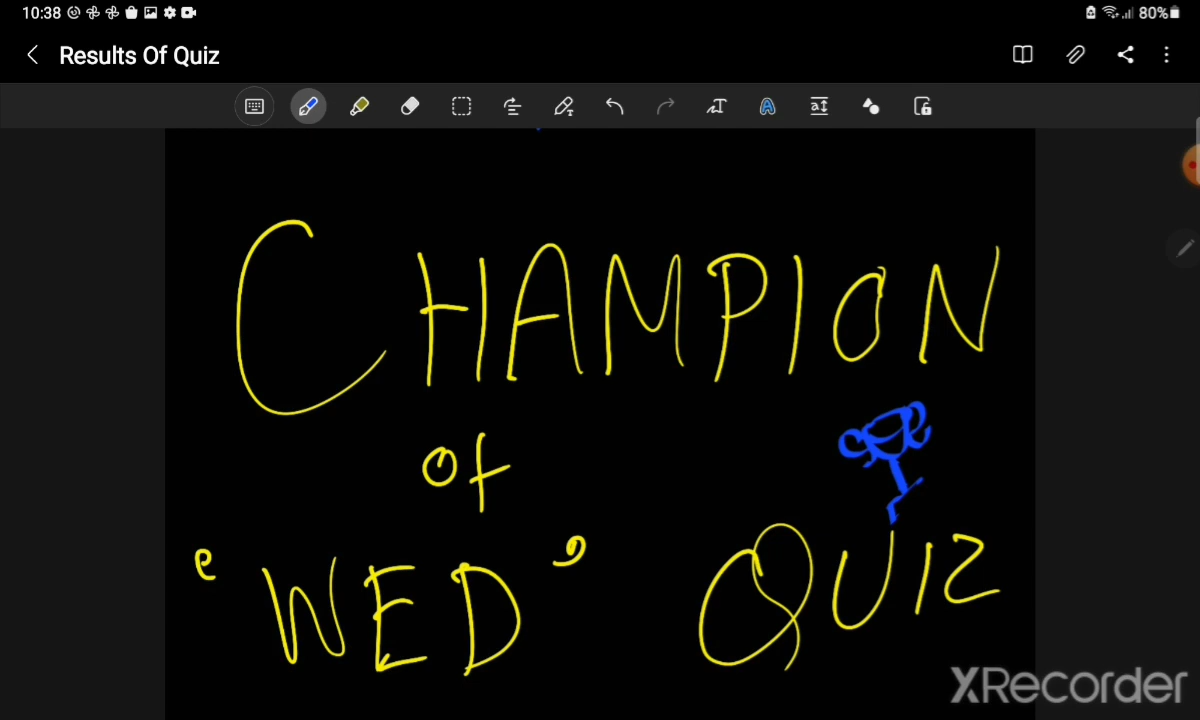 10:38 80%
Results Of Quiz
CHAMPION
of
‘WED’ QUIZ
XRecorder